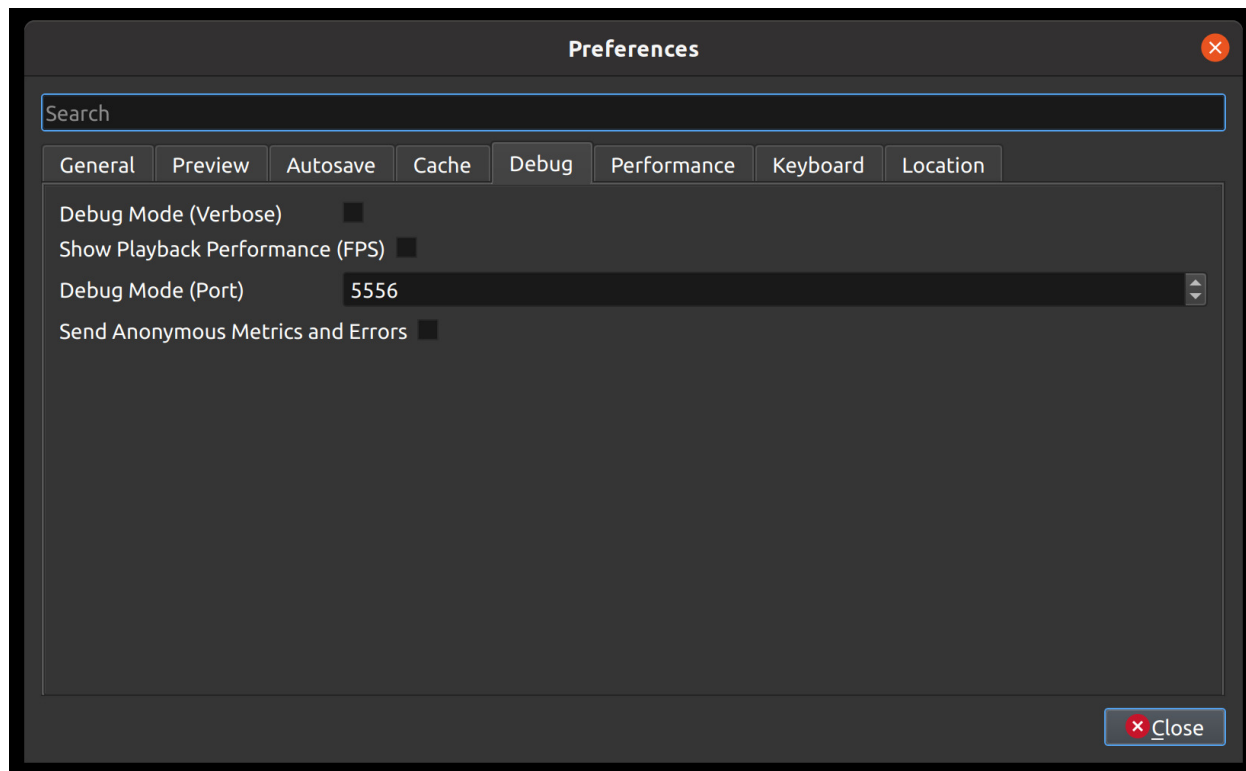 Preferences
Search
General Preview Autosave Cache Debug Performance Keyboard Location
Debug Mode (Verbose)
Show Playback Performance (FPS)
Debug Mode (Port) 5556
Send Anonymous Metrics and Errors
Close